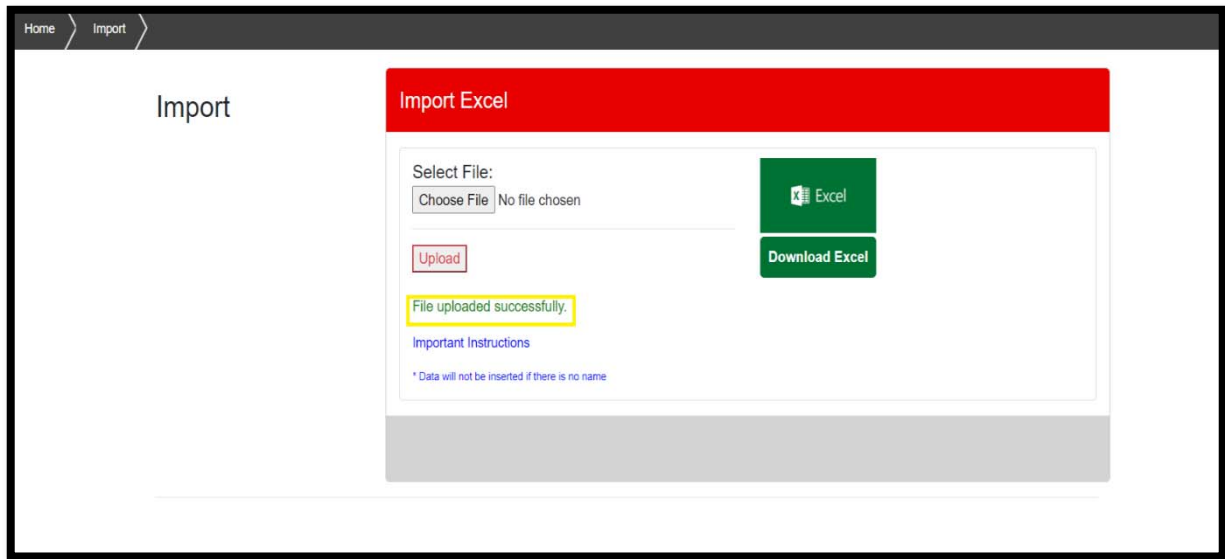 Home
Import
Import
Import Excel
Select File:
Choose File No file chosen
Excel
Upload
Download Excel
File uploaded successfully.
Important Instructions
* Data will not be inserted if there is no name